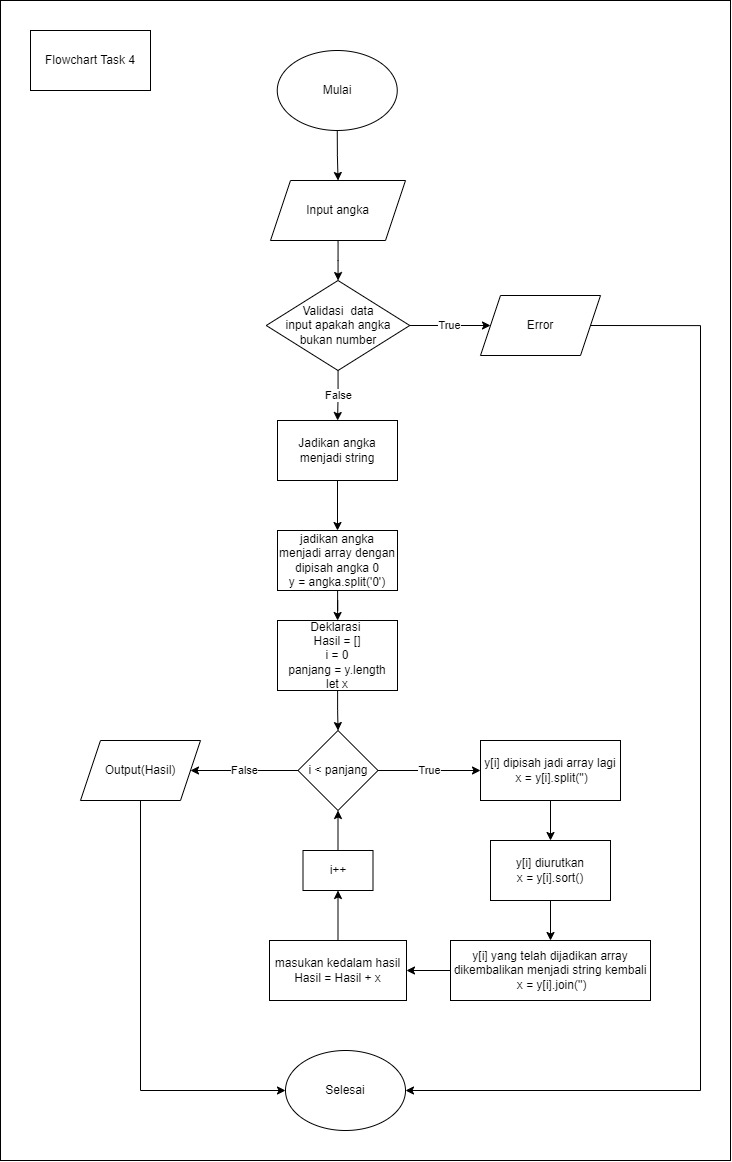 Flowchart Task 4
Mulai
Input angka
Validasi  data
input apakah angka
bukan number
True
Error
False
Jadikan angka
menjadi string
jadikan angka
menjadi array dengan
dipisah angka 0
y = angka.split('0')
Deklarasi
Hasil = []
i = 0
panjang = y.length
let x
Output(Hasil)
False
i < panjang
True
y[i] dipisah jadi array lagi
x = y[i].split('')
i++
y[i] diurutkan
x = y[i].sort()
masukan kedalam hasil
Hasil = Hasil + x
y[i] yang telah dijadikan array
dikembalikan menjadi string kembali
x = y[i].join('')
Selesai